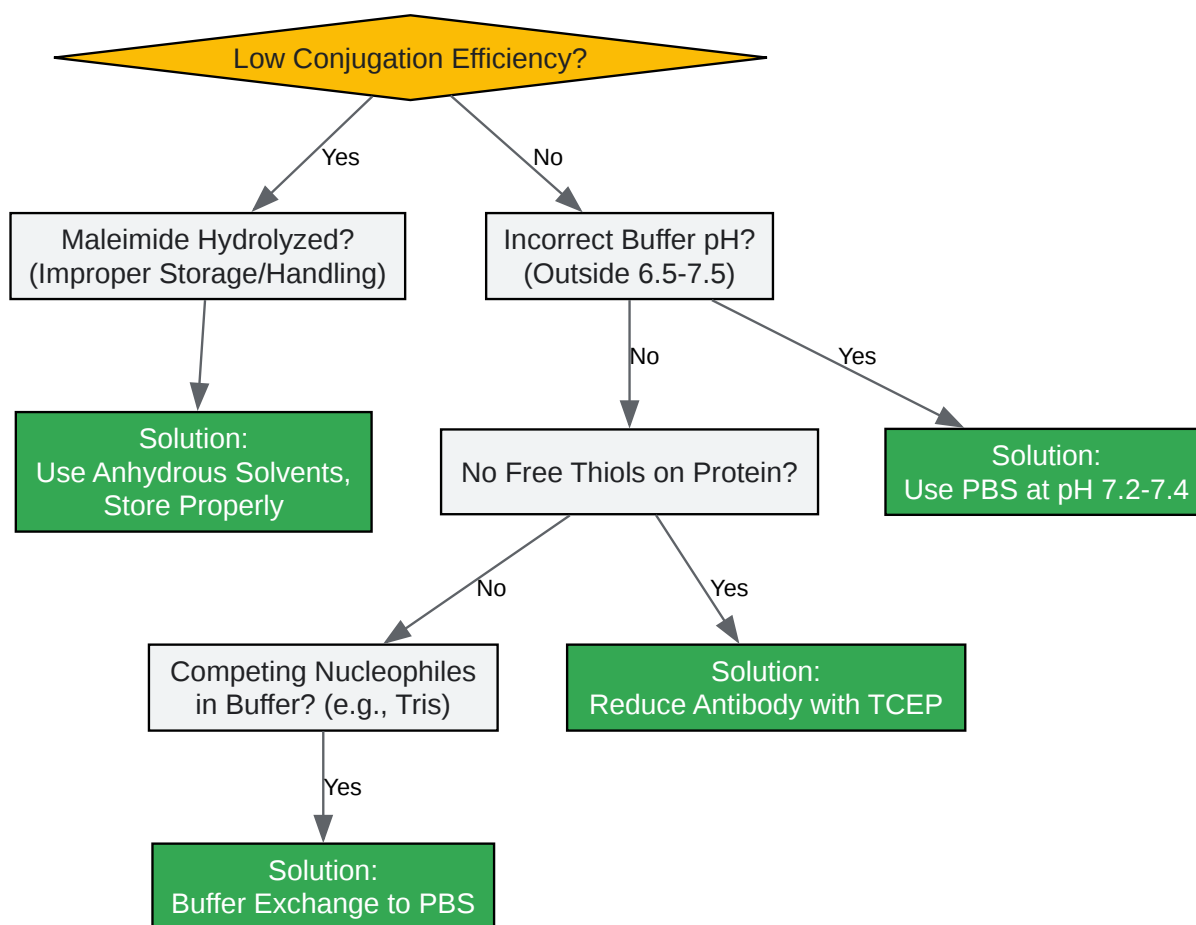 Low Conjugation Efficiency?
Yes
No
Maleimide Hydrolyzed?
(Improper Storage/Handling)
Incorrect Buffer pH?
(Outside 6.5-7.5)
No
Yes
Solution:
Use Anhydrous Solvents,
Store Properly
No Free Thiols on Protein?
Solution:
Use PBS at pH 7.2-7.4
No
Yes
Competing Nucleophiles
in Buffer? (e.g., Tris)
Solution:
Reduce Antibody with TCEP
Yes
Solution:
Buffer Exchange to PBS